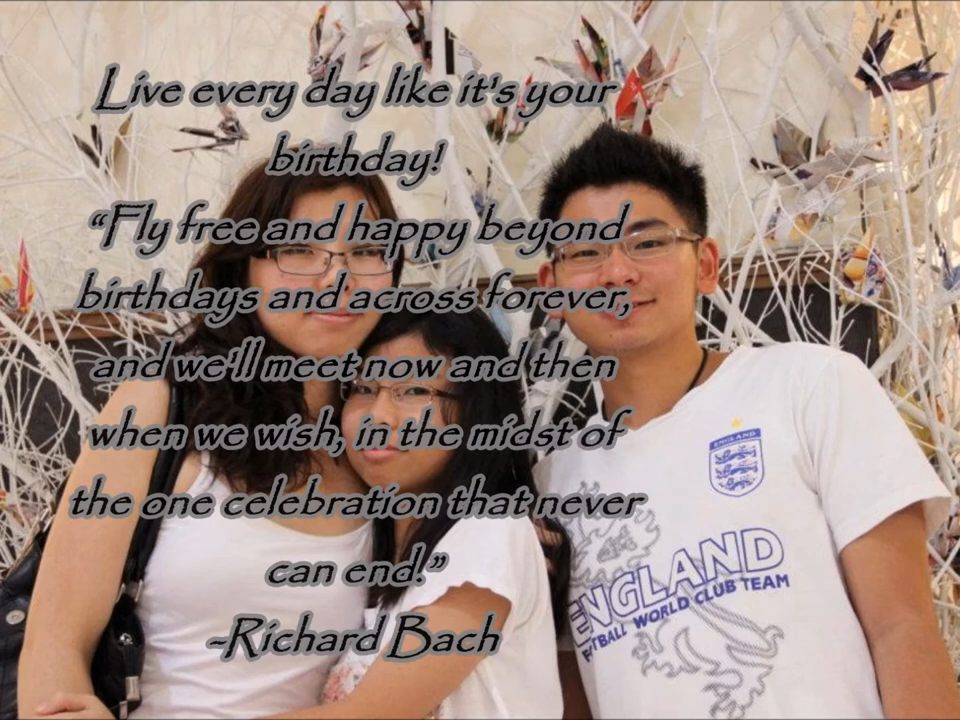 Live every day like it's your
birthday!
“Fly free and happy beyond
birthdays and across forever,
and we'll meet now and then
when we wish, in the midst of
the one celebration that never
can end.”
-Richard Bach
ENGLAND
ENGLAND
WORLD CLUB TEAM